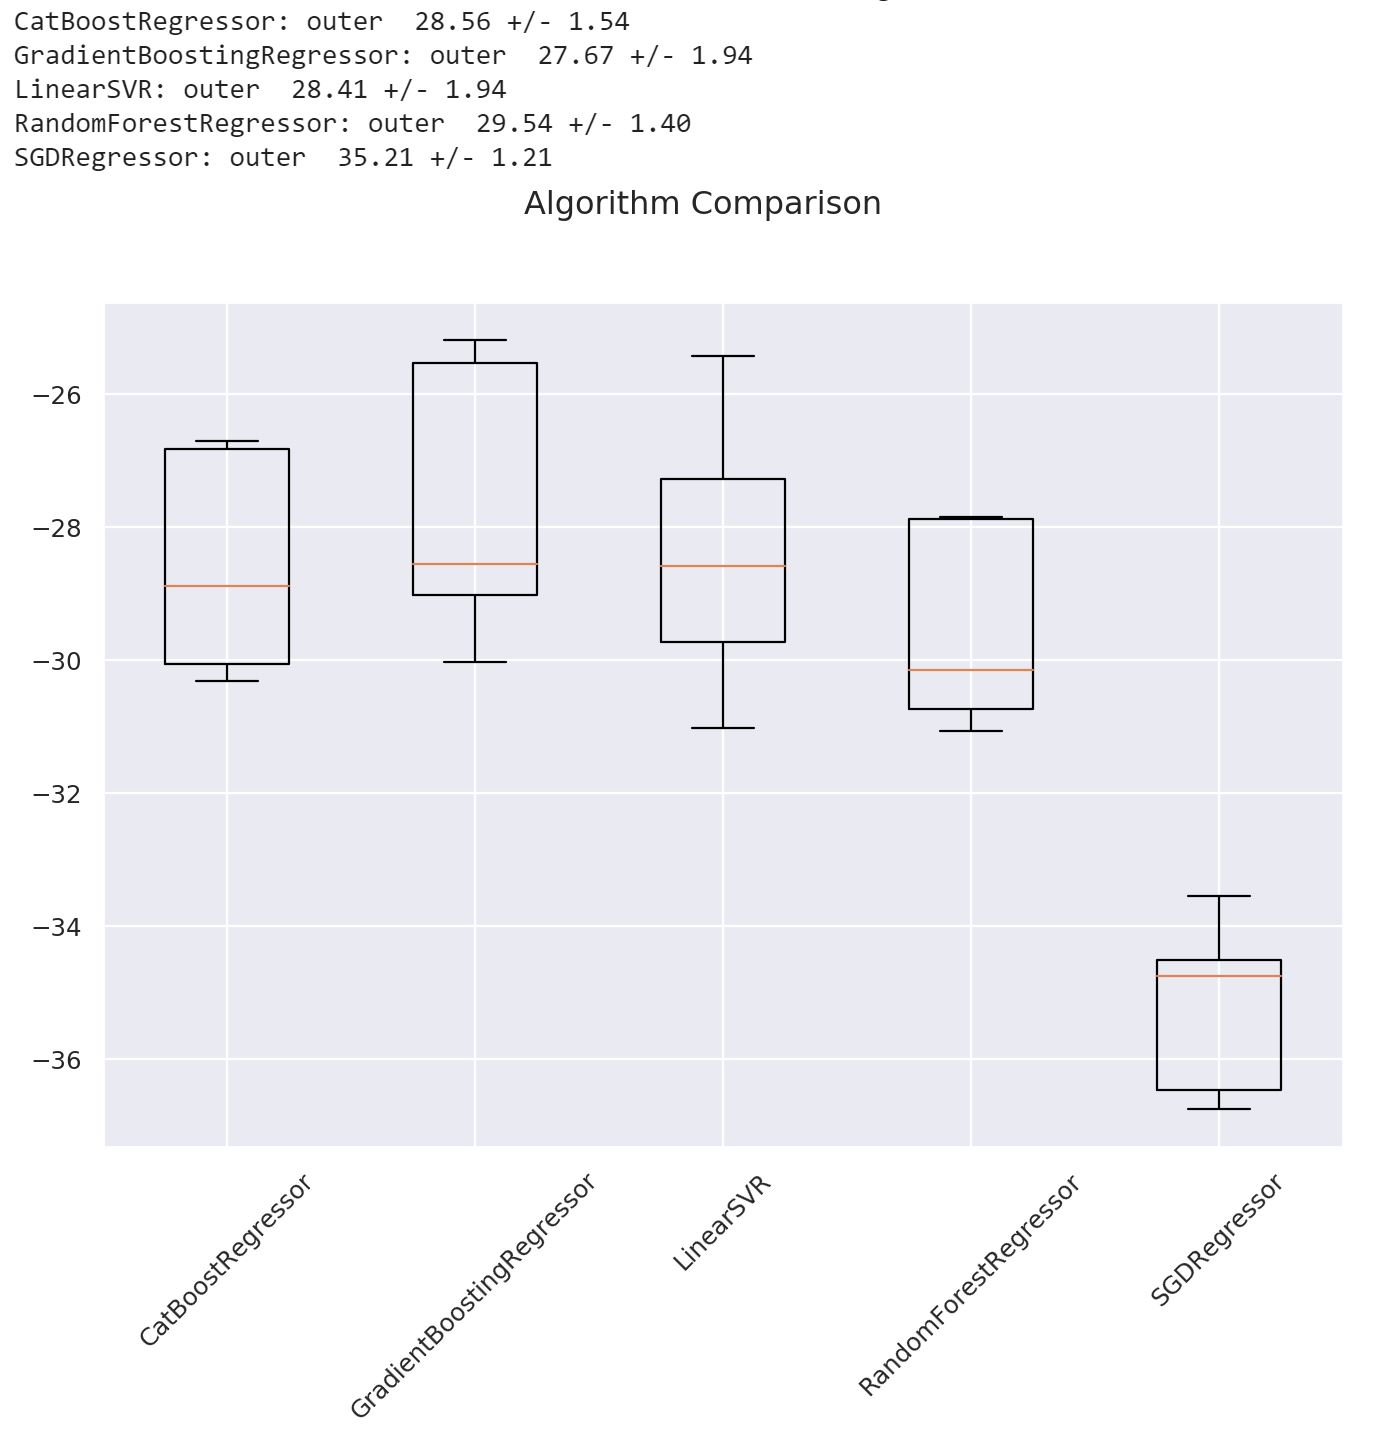 CatBoostRegressor: outer  28.56 +/- 1.54
GradientBoostingRegressor: outer  27.67 +/- 1.94
LinearSVR: outer  28.41 +/- 1.94
RandomForestRegressor: outer  29.54 +/- 1.40
SGDRegressor: outer  35.21 +/- 1.21
Algorithm Comparison
−26
−28
−30
−32
−34
−36
CatBoostRegressor
GradientBoostingRegressor
LinearSVR
RandomForestRegressor
SGDRegressor